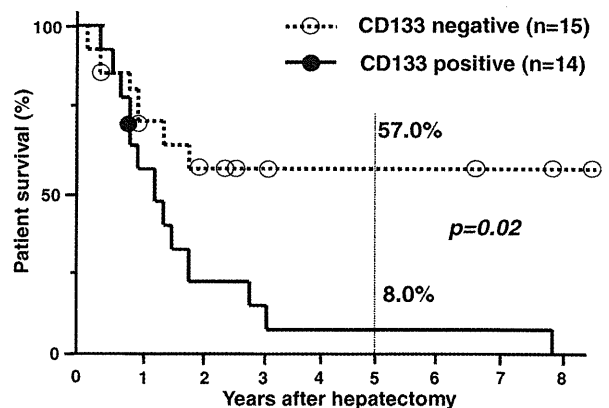 CD133 negative (n=15)
CD133 positive (n=14)
Patient survival (%)
100
50
0
57.0%
p=0.02
8.0%
0 1 2 3 4 5 6 7 8
Years after hepatectomy